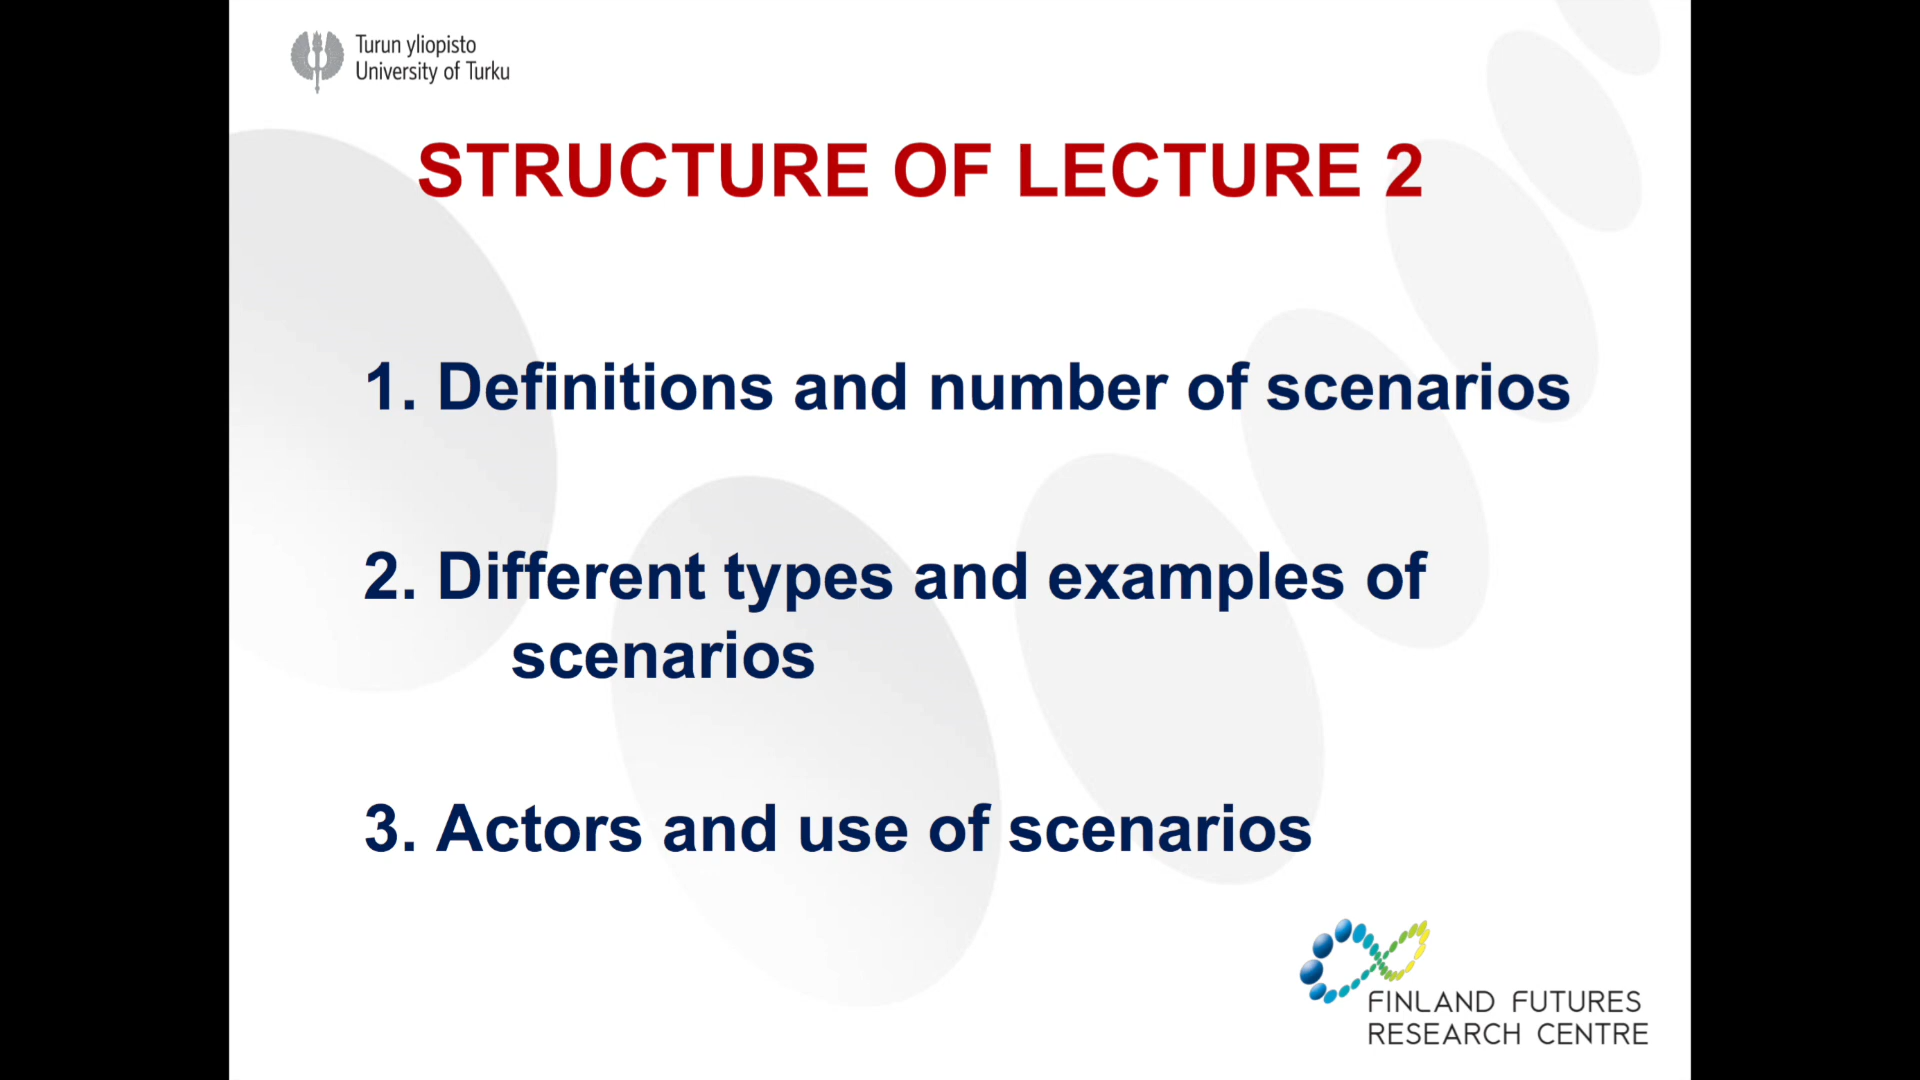 Turun yliopisto
University of Turku
STRUCTURE OF LECTURE 2
1. Definitions and number of scenarios
2. Different types and examples of
scenarios
3. Actors and use of scenarios
FINLAND FUTURES
RESEARCH CENTRE